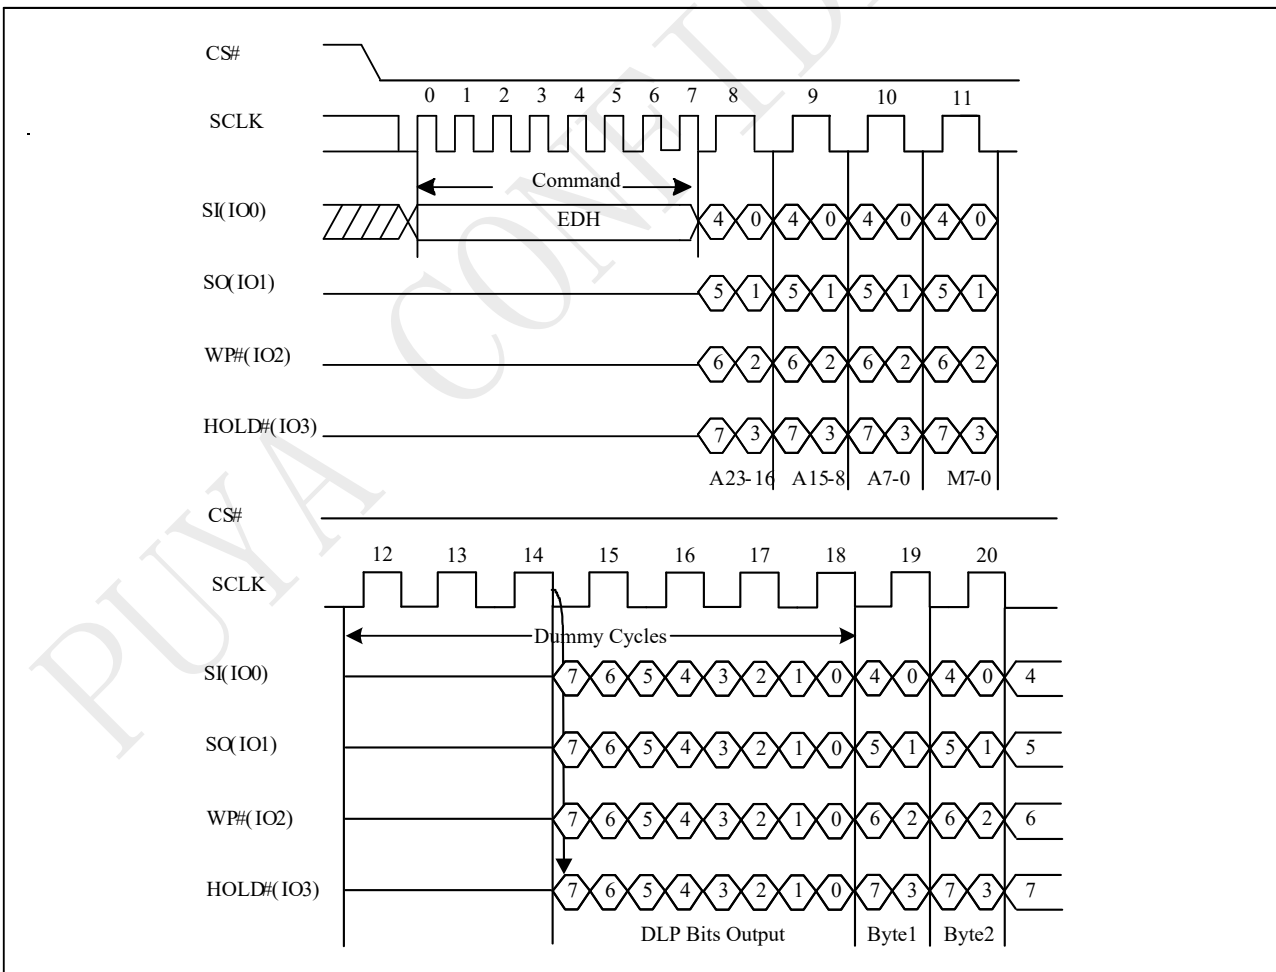 PUYA CONFID
CS#
0 1 2 3 4 5 6 7 8 9 10 11
SCLK
Command
SI(IO0) EDH 4 0 4 0 4 0 4 0
SO(IO1) 5 1 5 1 5 1 5 1
WP#(IO2) 6 2 6 2 6 2 6 2
HOLD#(IO3) 7 3 7 3 7 3 7 3
A23-16 A15-8 A7-0 M7-0
CS#
12 13 14 15 16 17 18 19 20
SCLK
Dummy Cycles
SI(IO0) 7 6 5 4 3 2 1 0 4 0 4 0 4
SO(IO1) 7 6 5 4 3 2 1 0 5 1 5 1 5
WP#(IO2) 7 6 5 4 3 2 1 0 6 2 6 2 6
HOLD#(IO3) 7 6 5 4 3 2 1 0 7 3 7 3 7
DLP Bits Output Byte1 Byte2